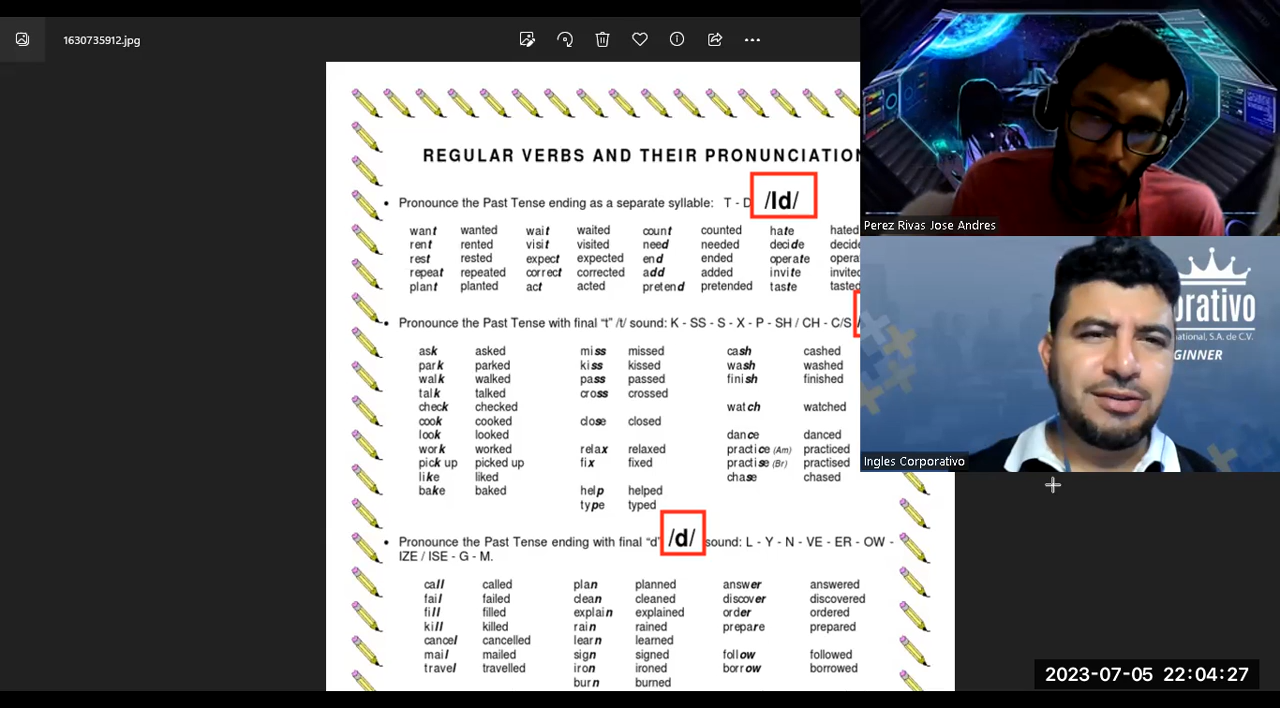 1630735912.jpg
REGULAR VERBS AND THEIR PRONUNCIATION
• Pronounce the Past Tense ending as a separate syllable: T - D /Id/
want wanted wait waited count counted hate hated
rent rented visit visited need needed decide decide
rest rested expect expected end ended operate opera
repeat repeated correct corrected add added invite invited
plant planted act acted pretend pretended taste tasted
• Pronounce the Past Tense with final “t” /t/ sound: K - SS - S - X - P - SH / CH - C/S
ask asked miss missed cash cashed
park parked kiss kissed wash washed
walk walked pass passed finish finished
talk talked cross crossed
check checked watch watched
cook cooked close closed
look looked dance danced
work worked relax relaxed practice (Am) practiced
pick up picked up fix fixed practise (Br) practised
like liked chase chased
bake baked help helped
type typed
• Pronounce the Past Tense ending with final “d” /d/ sound: L - Y - N - VE - ER - OW -
IZE / ISE - G - M.
call called plan planned answer answered
fail failed clean cleaned discover discovered
fill filled explain explained order ordered
kill killed rain rained prepare prepared
cancel cancelled learn learned
mail mailed sign signed follow followed
travel travelled iron ironed borrow borrowed
burn burned
Perez Rivas Jose Andres
orativo
national, S.A. de C.V.
GINNER
Ingles Corporativo
2023-07-05 22:04:27